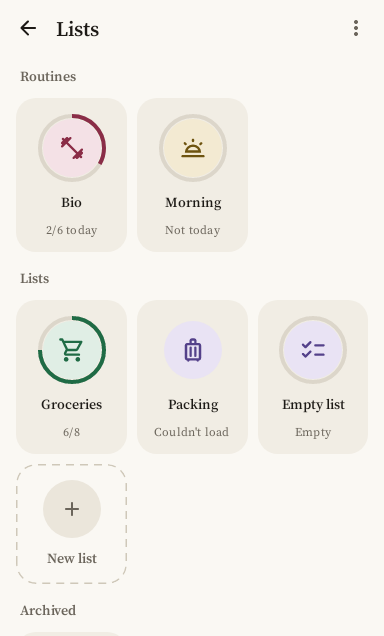 Lists
Routines
Bio
2/6 today
Morning
Not today
Lists
Groceries
6/8
Packing
Couldn't load
Empty list
Empty
New list
Archived